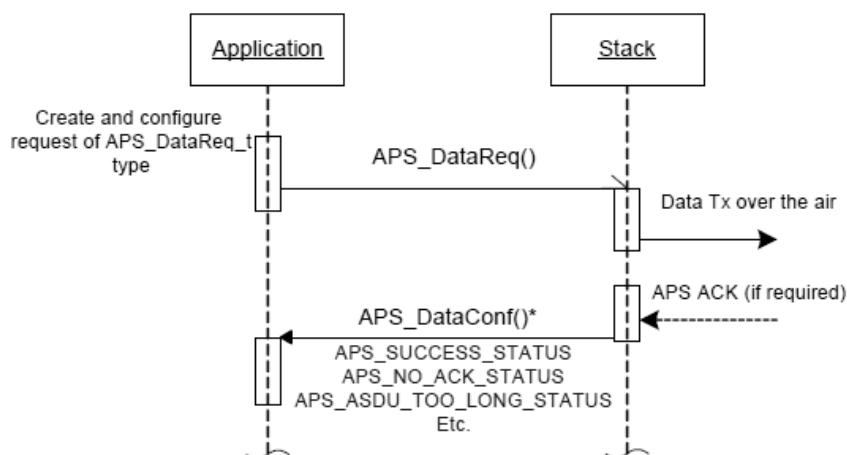 Application
Stack
Create and configure
request of APS_DataReq_t
type
APS_DataReq()
Data Tx over the air
APS ACK (if required)
APS_DataConf()*
APS_SUCCESS_STATUS
APS_NO_ACK_STATUS
APS_ASDU_TOO_LONG_STATUS
Etc.